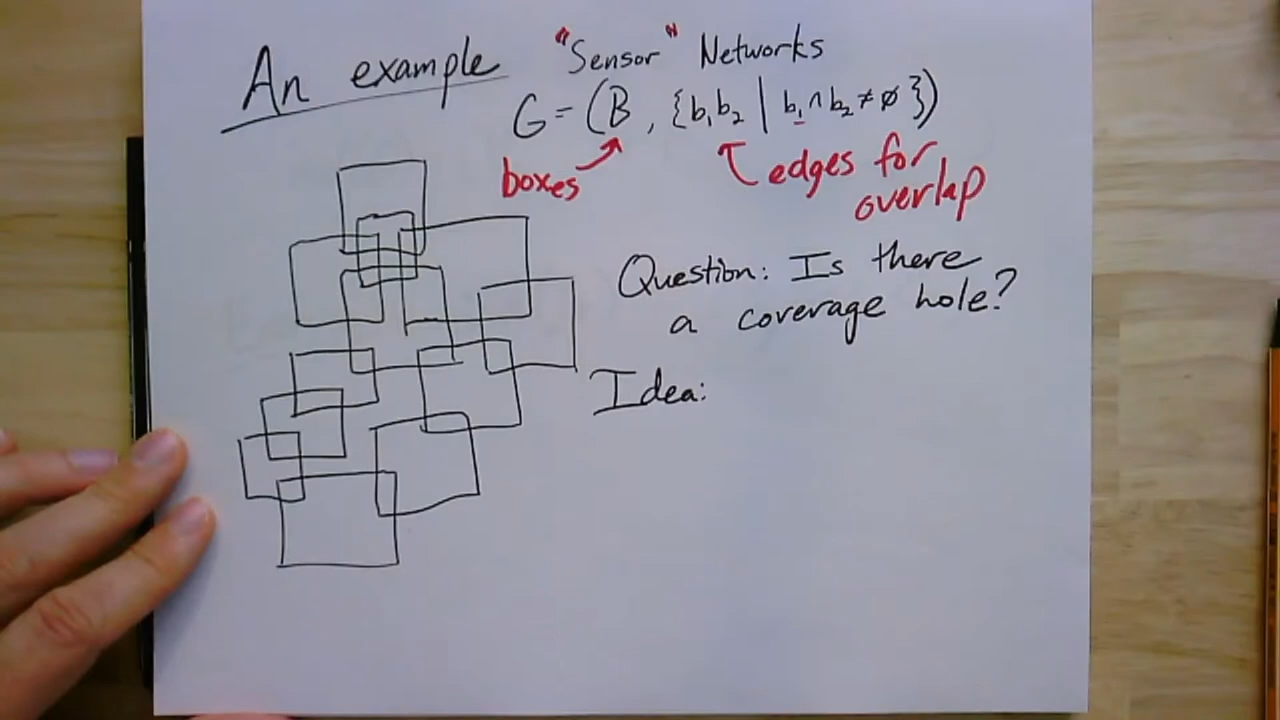 An example "Sensor" Networks
G = (B, {b₁b₂ | b₁ ∩ b₂ ≠ ∅})
boxes
edges for
overlap
Question: Is there
a coverage hole?
Idea: